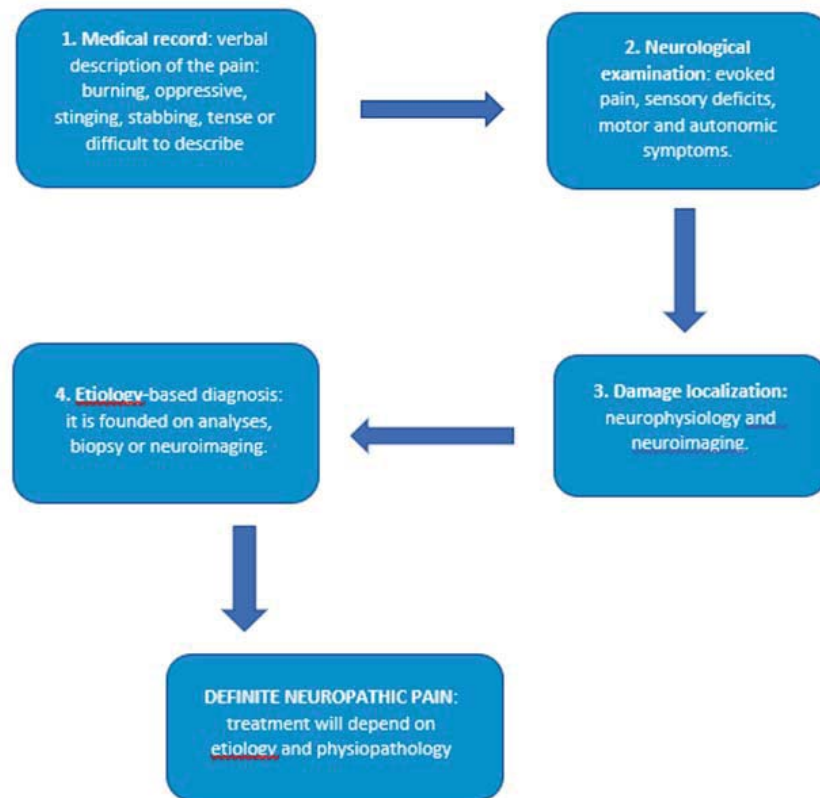 1. Medical record: verbal
description of the pain:
burning, oppressive,
stinging, stabbing, tense or
difficult to describe
2. Neurological
examination: evoked
pain, sensory deficits,
motor and autonomic
symptoms.
3. Damage localization:
neurophysiology and
neuroimaging.
4. Etiology-based diagnosis:
it is founded on analyses,
biopsy or neuroimaging.
DEFINITE NEUROPATHIC PAIN:
treatment will depend on
etiology and physiopathology